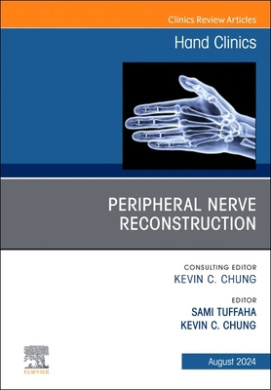 Clinics Review Articles
Hand Clinics
PERIPHERAL NERVE
RECONSTRUCTION
CONSULTING EDITOR
KEVIN C. CHUNG
EDITOR
SAMI TUFFAHA
KEVIN C. CHUNG
ELSEVIER
AUGUST 2024